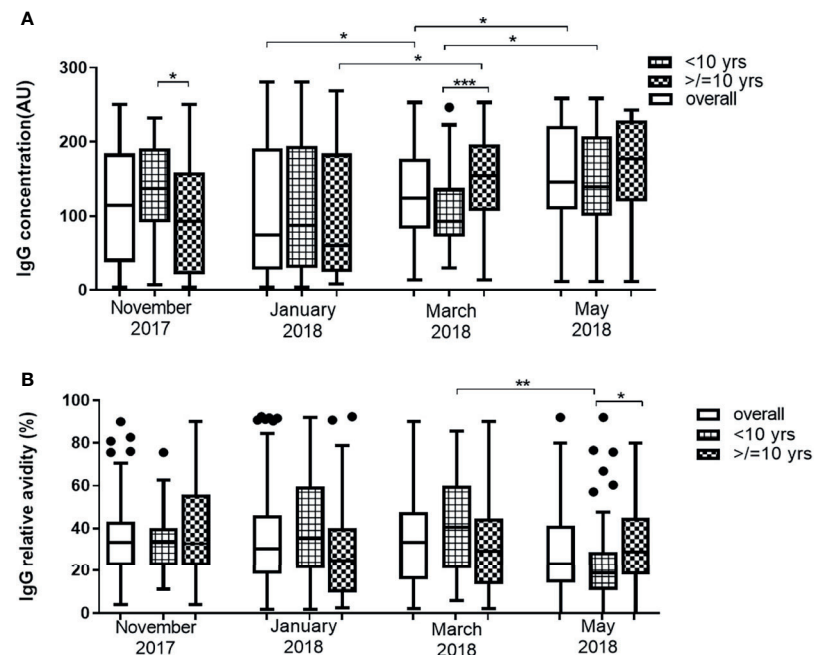 A
*
*
*
*
*
***
<10 yrs
>/=10 yrs
overall
IgG concentration(AU)
300
200
100
0
November
2017
January
2018
March
2018
May
2018
B
**
*
overall
<10 yrs
>/=10 yrs
IgG relative avidity (%)
100
80
60
40
20
0
November
2017
January
2018
March
2018
May
2018